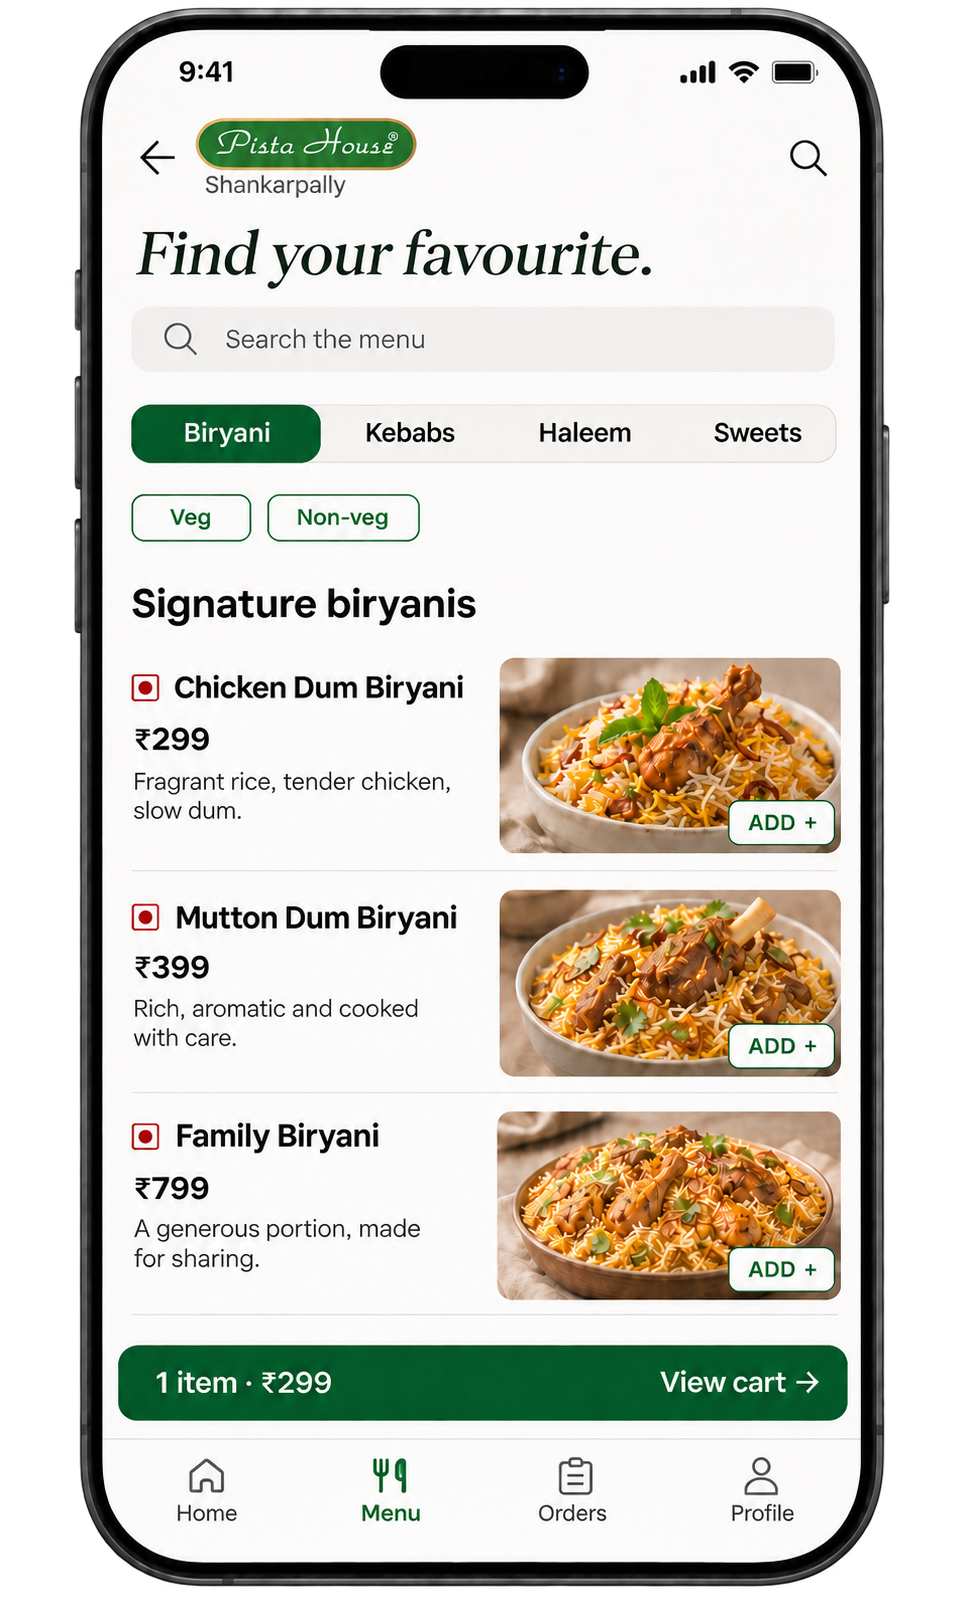 9:41
Pista House®
Shankarpally
Find your favourite.
Search the menu
Biryani Kebabs Haleem Sweets
Veg Non-veg
Signature biryanis
Chicken Dum Biryani
₹299
Fragrant rice, tender chicken,
slow dum.
ADD +
Mutton Dum Biryani
₹399
Rich, aromatic and cooked
with care.
ADD +
Family Biryani
₹799
A generous portion, made
for sharing.
ADD +
1 item · ₹299 View cart →
Home Menu Orders Profile